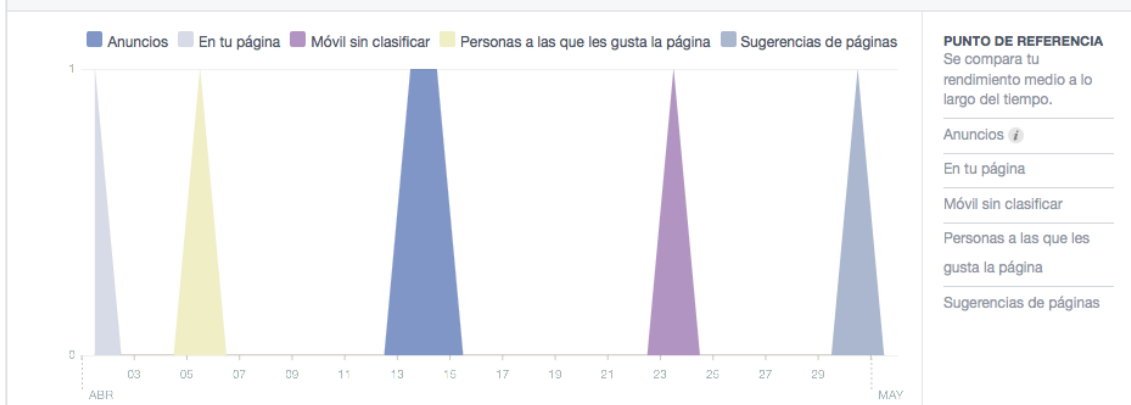 Anuncios En tu página Móvil sin clasificar Personas a las que les gusta la página Sugerencias de páginas
1
0
03 05 07 09 11 13 15 17 19 21 23 25 27 29
ABR MAY
PUNTO DE REFERENCIA
Se compara tu
rendimiento medio a lo
largo del tiempo.
Anuncios i
En tu página
Móvil sin clasificar
Personas a las que les
gusta la página
Sugerencias de páginas